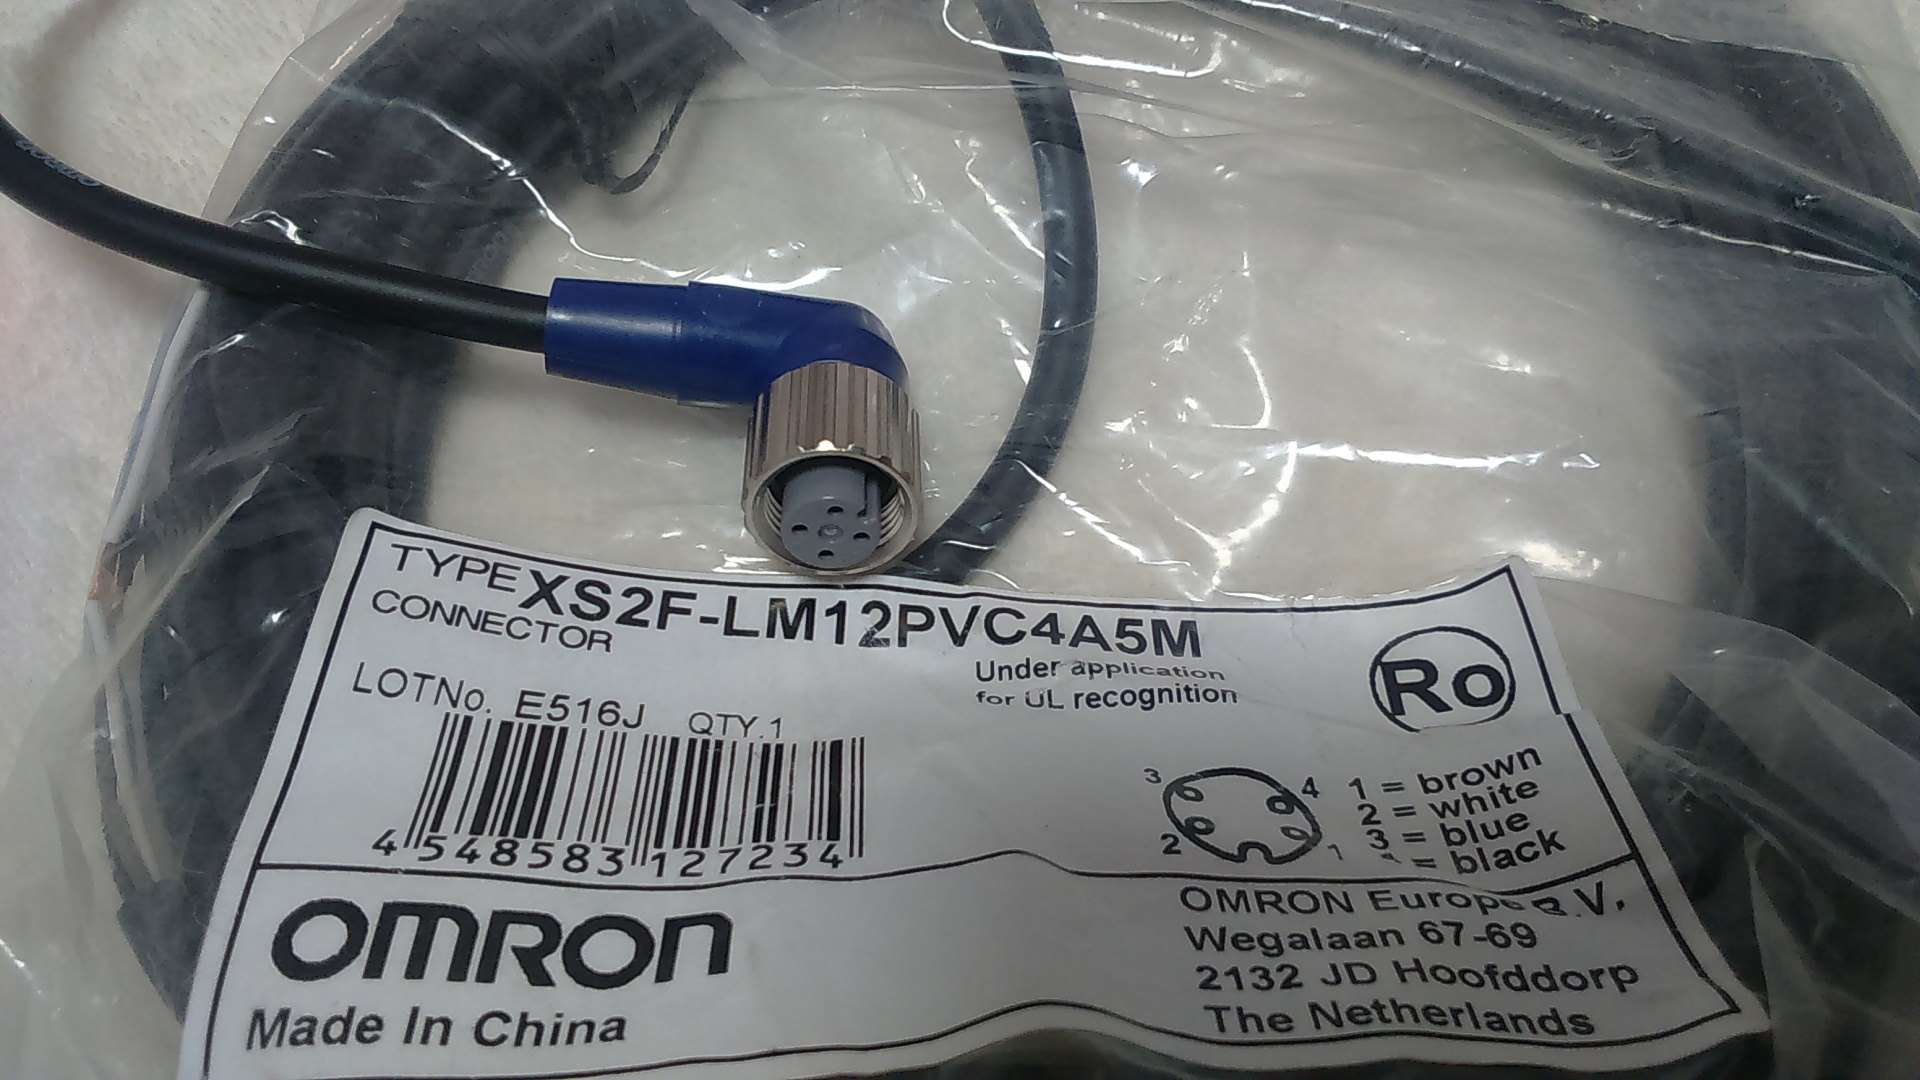 TYPE XS2F-LM12PVC4A5M
CONNECTOR
Under application
for UL recognition
Ro
LOTNo. E516J QTY.1
4 548583 127234
3
4
2
1
1 = brown
2 = white
3 = blue
= black
OMRON
Made In China
OMRON Europe B.V.
Wegalaan 67-69
2132 JD Hoofddorp
The Netherlands